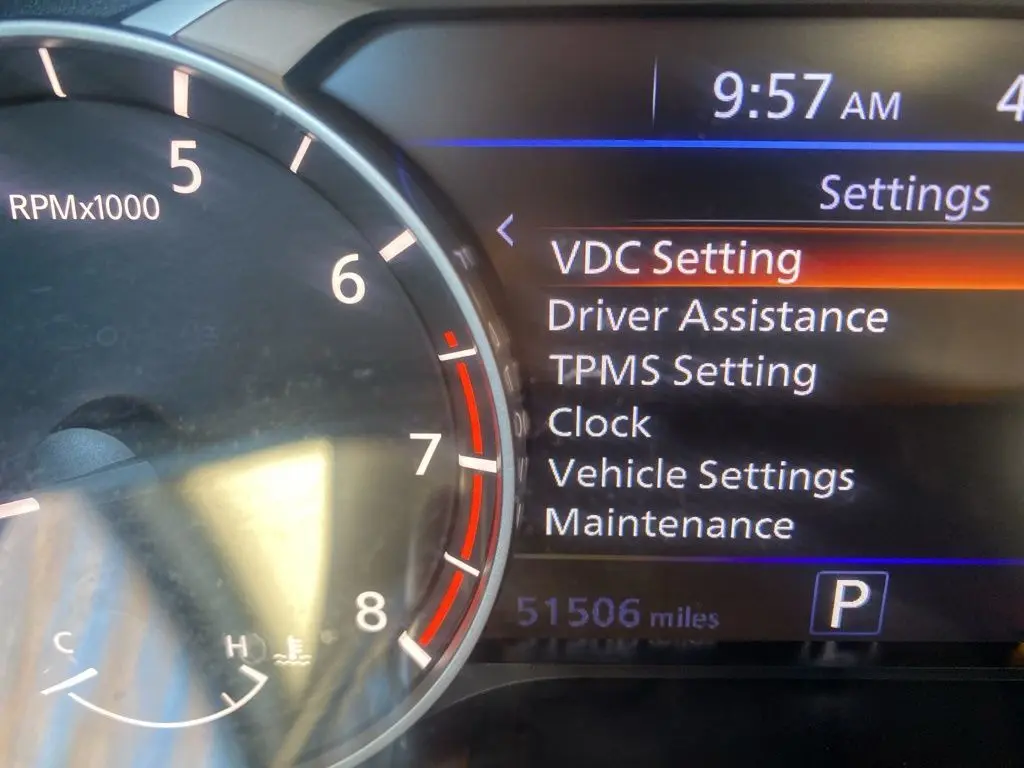 9:57 AM 4
5
RPMx1000
Settings
<
VDC Setting
6
Driver Assistance
TPMS Setting
Clock
7
Vehicle Settings
Maintenance
8
51506 miles
P
C
H